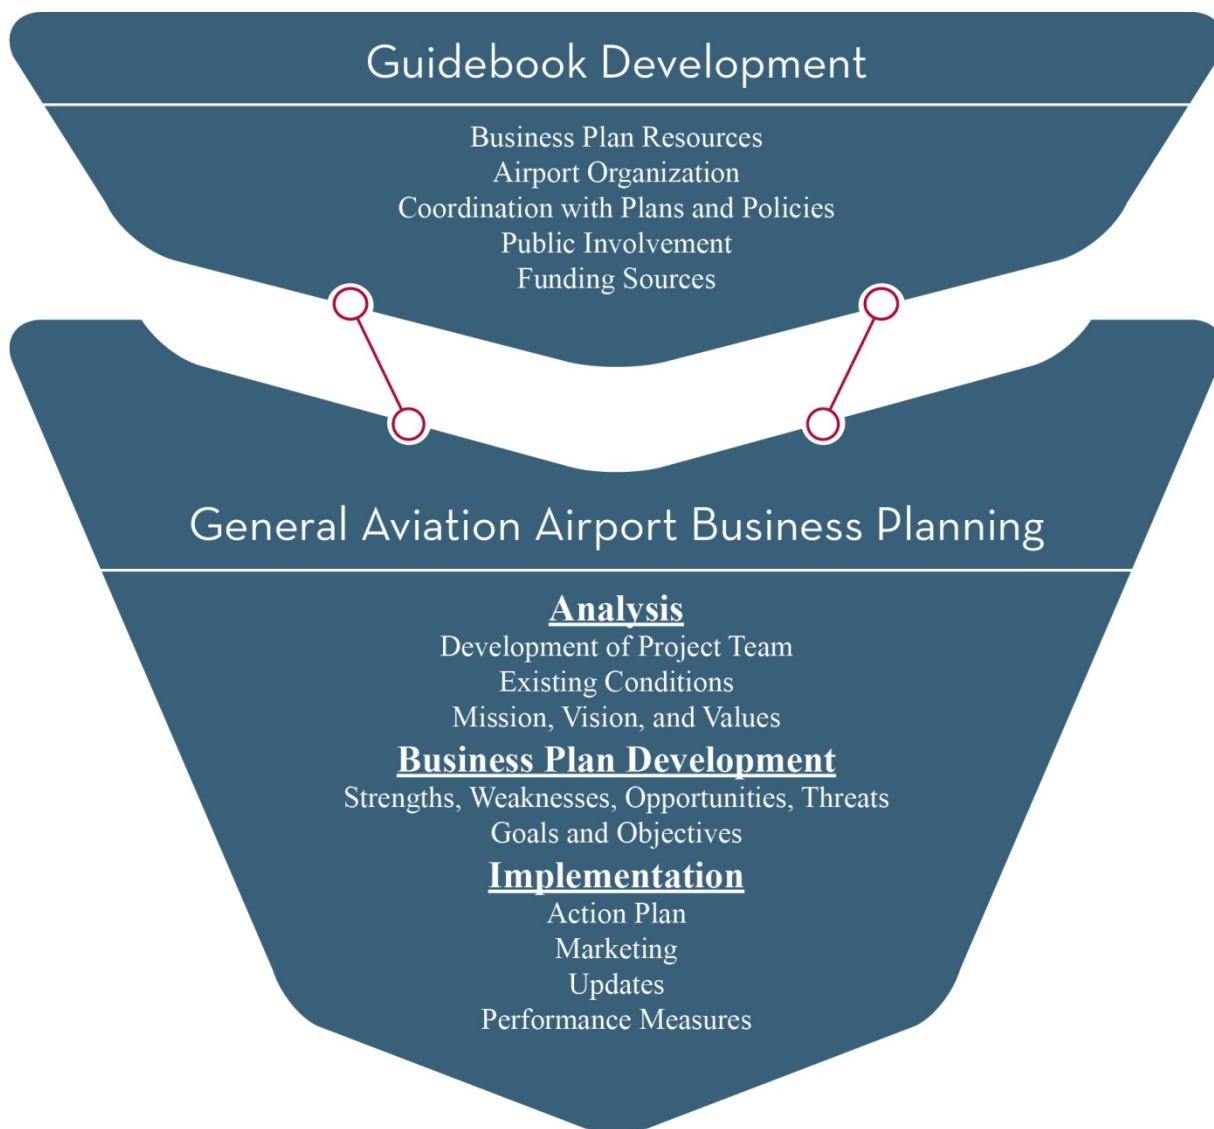 Guidebook Development
Business Plan Resources
Airport Organization
Coordination with Plans and Policies
Public Involvement
Funding Sources
General Aviation Airport Business Planning
Analysis
Development of Project Team
Existing Conditions
Mission, Vision, and Values
Business Plan Development
Strengths, Weaknesses, Opportunities, Threats
Goals and Objectives
Implementation
Action Plan
Marketing
Updates
Performance Measures